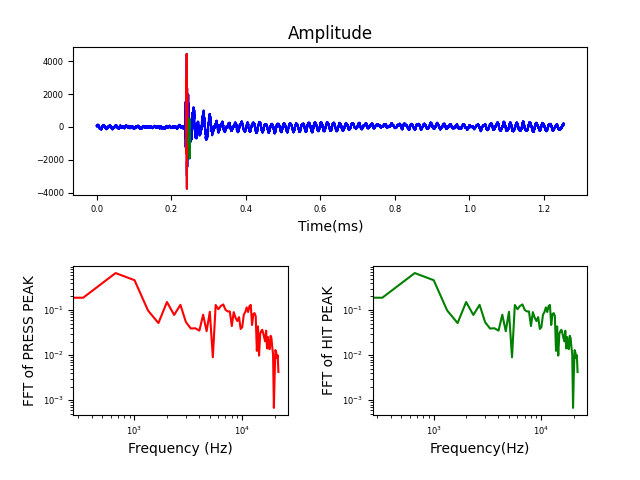 Amplitude
4000
2000
0
−2000
−4000
0.0 0.2 0.4 0.6 0.8 1.0 1.2
Time(ms)
FFT of PRESS PEAK
10⁻¹
10⁻²
10⁻³
10³ 10⁴
Frequency (Hz)
FFT of HIT PEAK
10⁻¹
10⁻²
10⁻³
10³ 10⁴
Frequency(Hz)